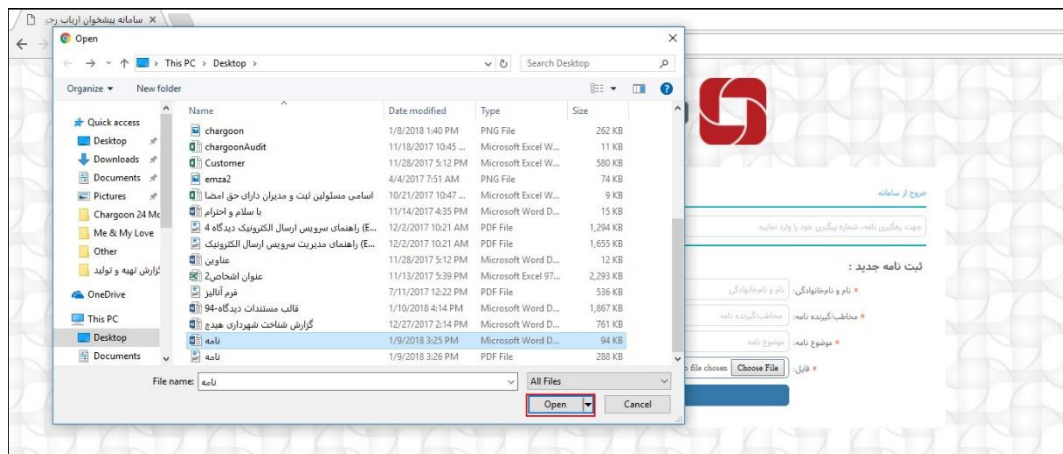 سامانه پیشخوان ارباب رجو
Open
This PC > Desktop >
Search Desktop
Organize
New folder
Name
Date modified
Type
Size
Quick access
Desktop
Downloads
Documents
Pictures
Chargoon 24 Mc
Me & My Love
Other
گزارش تهیه و تولید
OneDrive
This PC
Desktop
Documents
chargoon 1/8/2018 1:40 PM PNG File 262 KB
chargoonAudit 11/18/2017 10:45 ... Microsoft Excel W... 11 KB
Customer 11/28/2017 5:12 PM Microsoft Excel W... 580 KB
emza2 4/4/2017 7:51 AM PNG File 74 KB
اسامی مسئولین ثبت و مدیران دارای حق امضا 10/21/2017 10:47 ... Microsoft Excel W... 9 KB
با سلام و احترام 11/14/2017 4:35 PM Microsoft Word D... 15 KB
راهنمای سرویس ارسال الکترونیک دیدگاه 4 (E... 12/2/2017 10:21 AM PDF File 1,294 KB
راهنمای مدیریت سرویس ارسال الکترونیک (E... 12/2/2017 10:21 AM PDF File 1,655 KB
عناوین 11/28/2017 5:12 PM Microsoft Word D... 12 KB
عنوان اشخاص2 11/13/2017 5:39 PM Microsoft Excel 97... 2,293 KB
فرم آنالیز 7/11/2017 12:22 PM PDF File 536 KB
قالب مستندات دیدگاه-94 1/10/2018 4:14 PM Microsoft Word D... 1,867 KB
گزارش شناخت شهرداری هیدج 12/27/2017 2:14 PM Microsoft Word D... 761 KB
نامه 1/9/2018 3:25 PM Microsoft Word D... 94 KB
نامه 1/9/2018 3:26 PM PDF File 288 KB
File name: نامه
All Files
Open
Cancel
خروج از سامانه
جهت رهگیری نامه، شماره پیگیری خود را وارد نمایید
ثبت نامه جدید :
* نام و نام‌خانوادگی: نام و نام‌خانوادگی
* مخاطب/گیرنده نامه: مخاطب/گیرنده نامه
* موضوع نامه: موضوع نامه
* فایل: Choose File file chosen